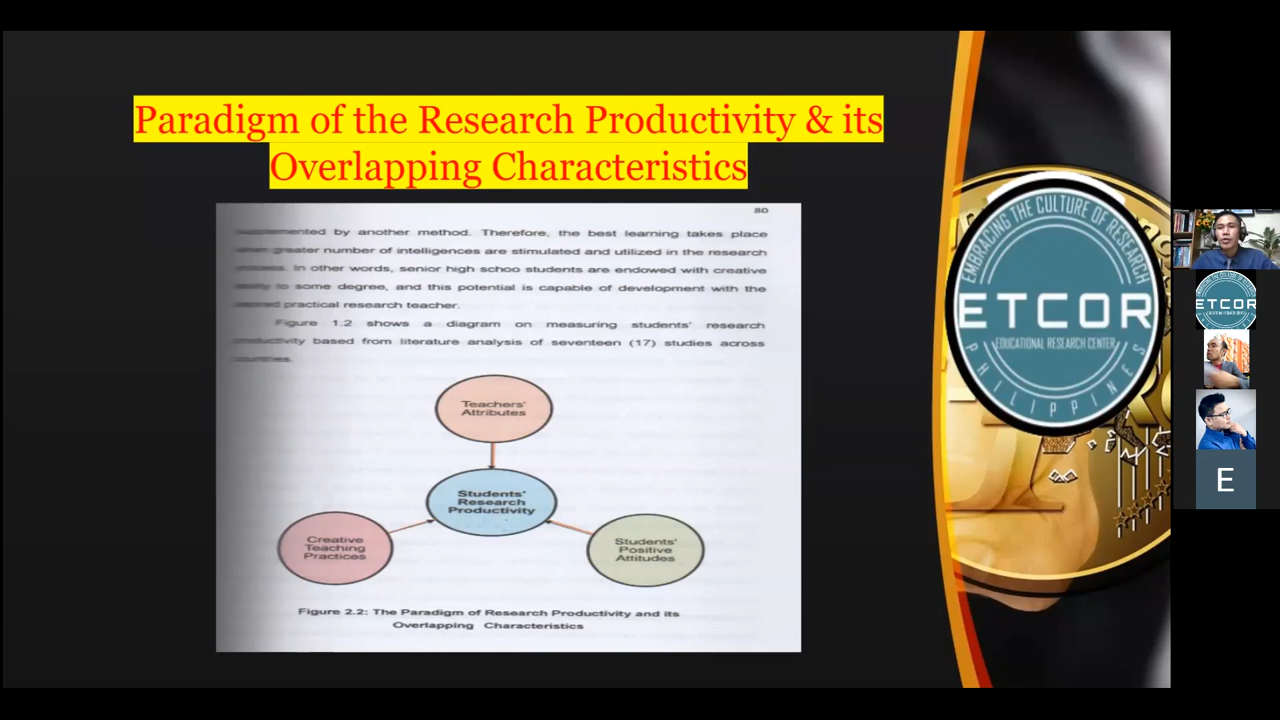 Paradigm of the Research Productivity & its
Overlapping Characteristics
80
by another method. Therefore, the best learning takes place
greater number of intelligences are stimulated and utilized in the research
In other words, senior high schoo students are endowed with creative
to some degree, and this potential is capable of development with the
practical research teacher.
Figure 1.2 shows a diagram on measuring students' research
based from literature analysis of seventeen (17) studies across
Teachers'
Attributes
Students'
Research
Productivity
Creative
Teaching
Practices
Students'
Positive
Attitudes
Figure 2.2: The Paradigm of Research Productivity and its
Overlapping Characteristics
EMBRACING THE CULTURE OF RESEARCH
ETCOR
EDUCATIONAL RESEARCH CENTER
PHILIPPINES
ETCOR
E